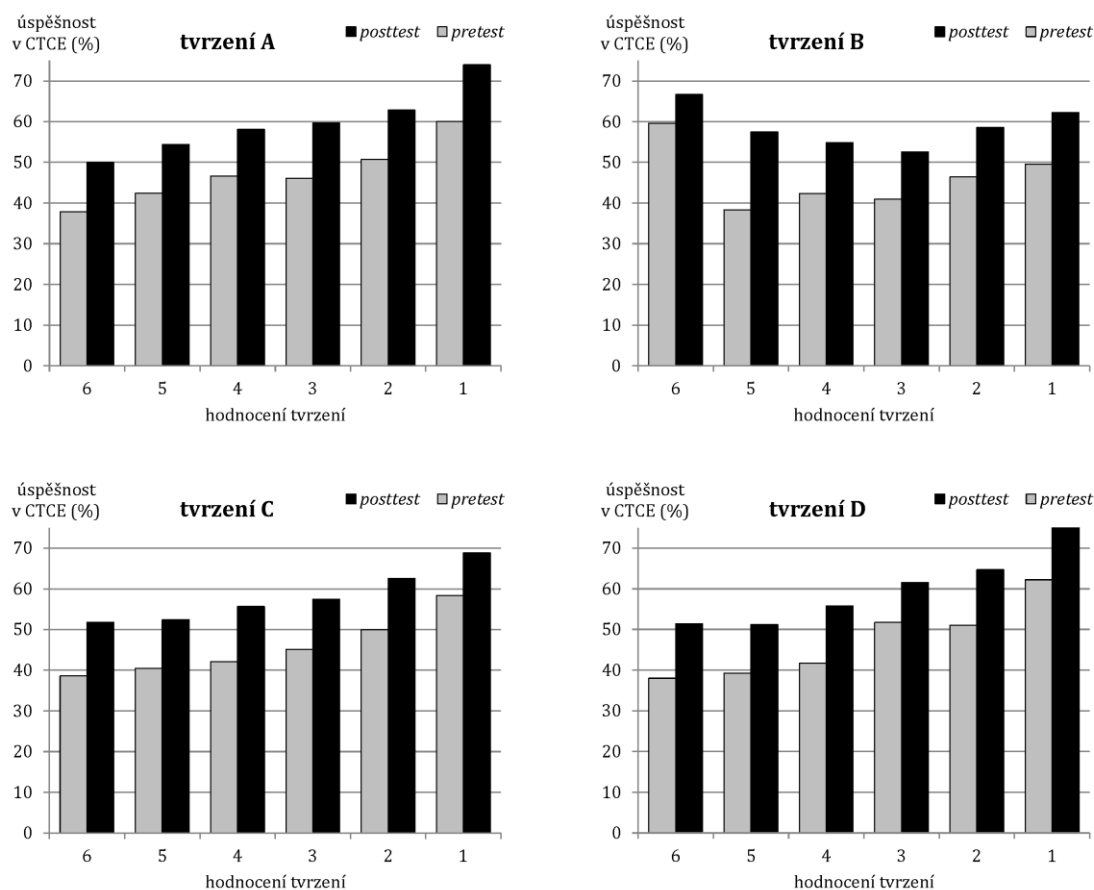 úspěšnost
v CTCE (%)
tvrzení A
posttest pretest
70
60
50
40
30
20
10
0
6 5 4 3 2 1
hodnocení tvrzení
úspěšnost
v CTCE (%)
tvrzení B
posttest pretest
70
60
50
40
30
20
10
0
6 5 4 3 2 1
hodnocení tvrzení
úspěšnost
v CTCE (%)
tvrzení C
posttest pretest
70
60
50
40
30
20
10
0
6 5 4 3 2 1
hodnocení tvrzení
úspěšnost
v CTCE (%)
tvrzení D
posttest pretest
70
60
50
40
30
20
10
0
6 5 4 3 2 1
hodnocení tvrzení